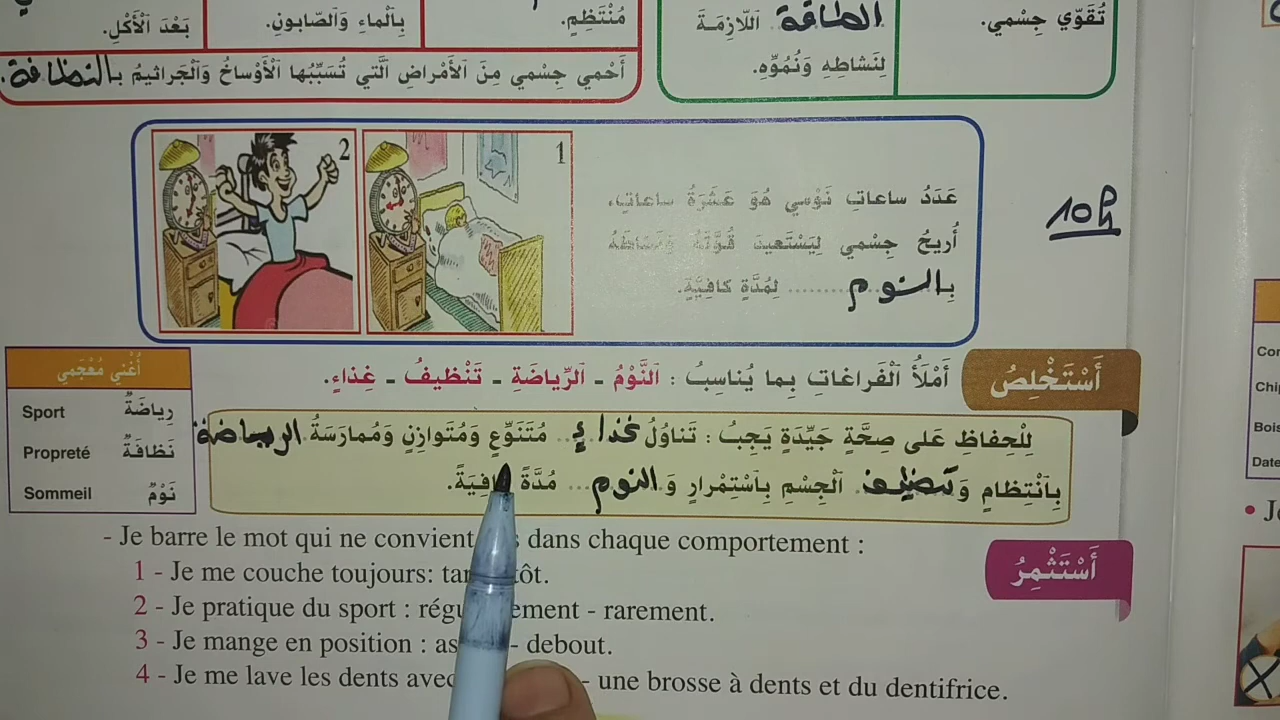 تُقَوّي جِسْمي.
الطاقة اَللّازِمَةَ
لِنَشاطِهِ وَنُمُوِّهِ.
مُنْتَظِمٍ.
بِالْماءِ وَالصّابونِ.
بَعْدَ الْأَكْلِ.
أَحْمي جِسْمي مِنَ الْأَمْراضِ الَّتي تُسَبِّبُها الْأَوْساخُ وَالْجَراثيمُ بالنظافة.
2
1
عَدَدُ ساعاتِ نَوْمي هُوَ عَشَرَةُ ساعاتٍ.
أُريحُ جِسْمي لِيَسْتَعيدَ قُوَّتَهُ وَنَشاطَهُ
بِالنوم ........ لِمُدَّةٍ كافِيَةٍ.
10h
أَسْتَخْلِصُ
أَمْلَأُ الْفَراغاتِ بِما يُناسِبُ : اَلنَّوْمُ ـ اَلرِّياضَةِ ـ تَنْظيفُ ـ غِذاءٍ.
لِلْحِفاظِ عَلى صِحَّةٍ جَيِّدَةٍ يَجِبُ : تَناوُلُ غذاءٍ .. مُتَنَوِّعٍ وَمُتَوازِنٍ وَمُمارَسَةُ الرياضة
بِانْتِظامٍ وَ تنظيف. الْجِسْمِ بِاسْتِمْرارٍ وَ النوم ... مُدَّةً كافِيَةً.
أُغْني مُعْجَمي
Sport رِياضَةٌ
Propreté نَظافَةٌ
Sommeil نَوْمٌ
أَسْتَثْمِرُ
- Je barre le mot qui ne convient dans chaque comportement :
1 - Je me couche toujours: tôt.
2 - Je pratique du sport : - rarement.
3 - Je mange en position : - debout.
4 - Je me lave les dents avec - une brosse à dents et du dentifrice.